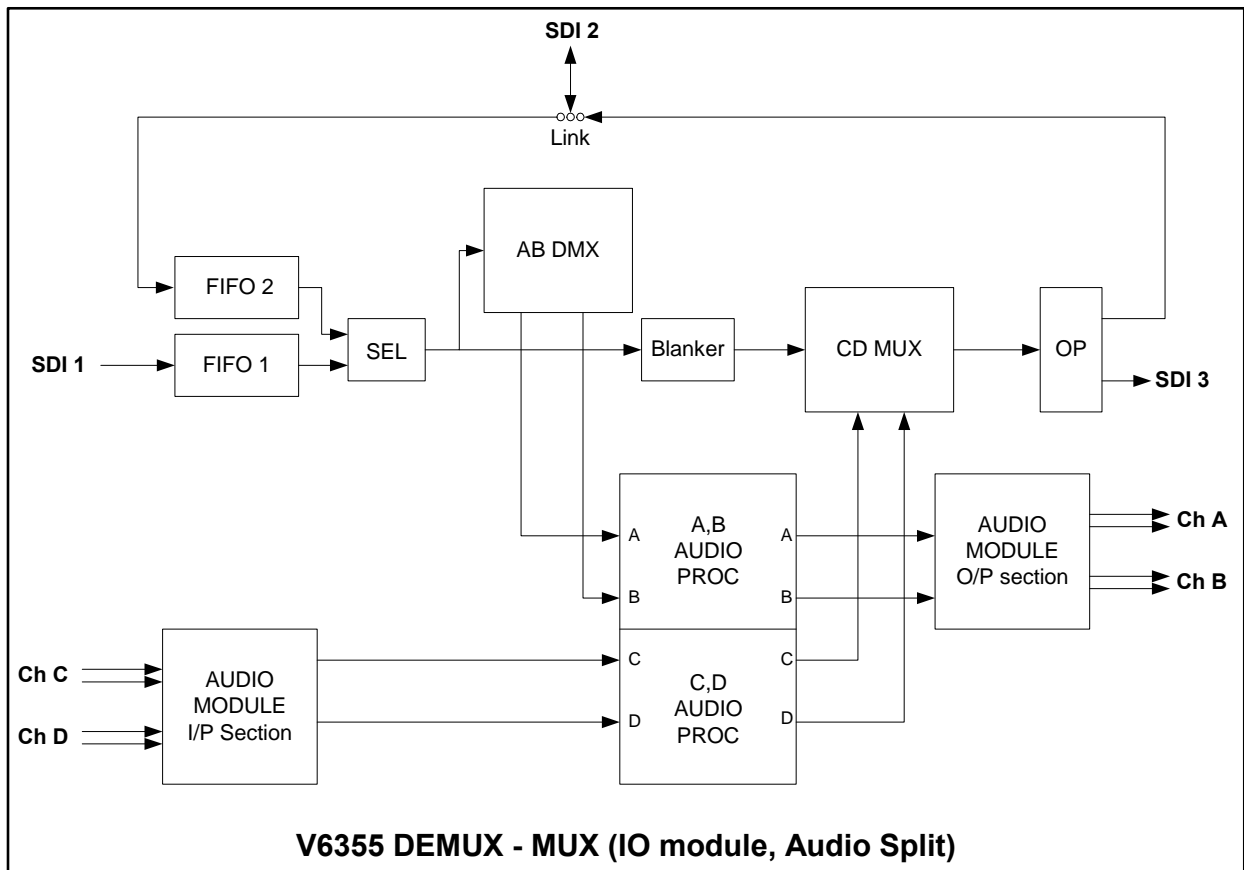 SDI 2
Link
AB DMX
FIFO 2
SEL
Blanker
CD MUX
OP
SDI 1
FIFO 1
SDI 3
A
A,B
AUDIO
PROC
A
B
B
AUDIO
MODULE
O/P section
Ch A
Ch B
Ch C
Ch D
AUDIO
MODULE
I/P Section
C
C,D
AUDIO
PROC
C
D
D
V6355 DEMUX - MUX (IO module, Audio Split)